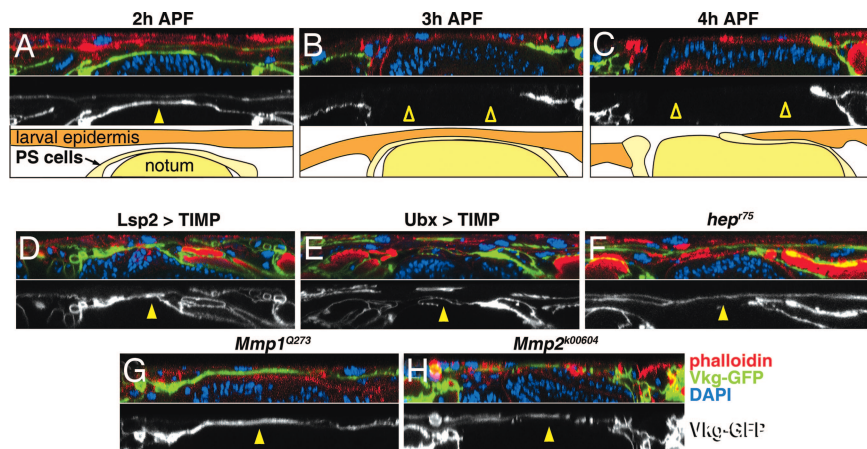 2h APF
3h APF
4h APF
A
B
C
larval epidermis
PS cells
notum
Lsp2 > TIMP
Ubx > TIMP
hepr75
D
E
F
Mmp1Q273
Mmp2k00604
G
H
phalloidin
Vkg-GFP
DAPI
Vkg-GFP